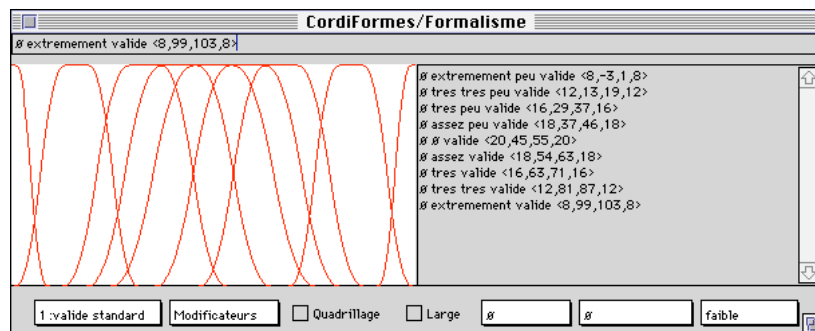 CordiFormes/Formalisme
ø extremement valide <8,99,103,8>
ø extremement peu valide <8,-3,1,8>
ø tres tres peu valide <12,13,19,12>
ø tres peu valide <16,29,37,16>
ø assez peu valide <18,37,46,18>
ø ø valide <20,45,55,20>
ø assez valide <18,54,63,18>
ø tres valide <16,63,71,16>
ø tres tres valide <12,81,87,12>
ø extremement valide <8,99,103,8>
1 :valide standard Modificateurs Quadrillage Large ø ø faible